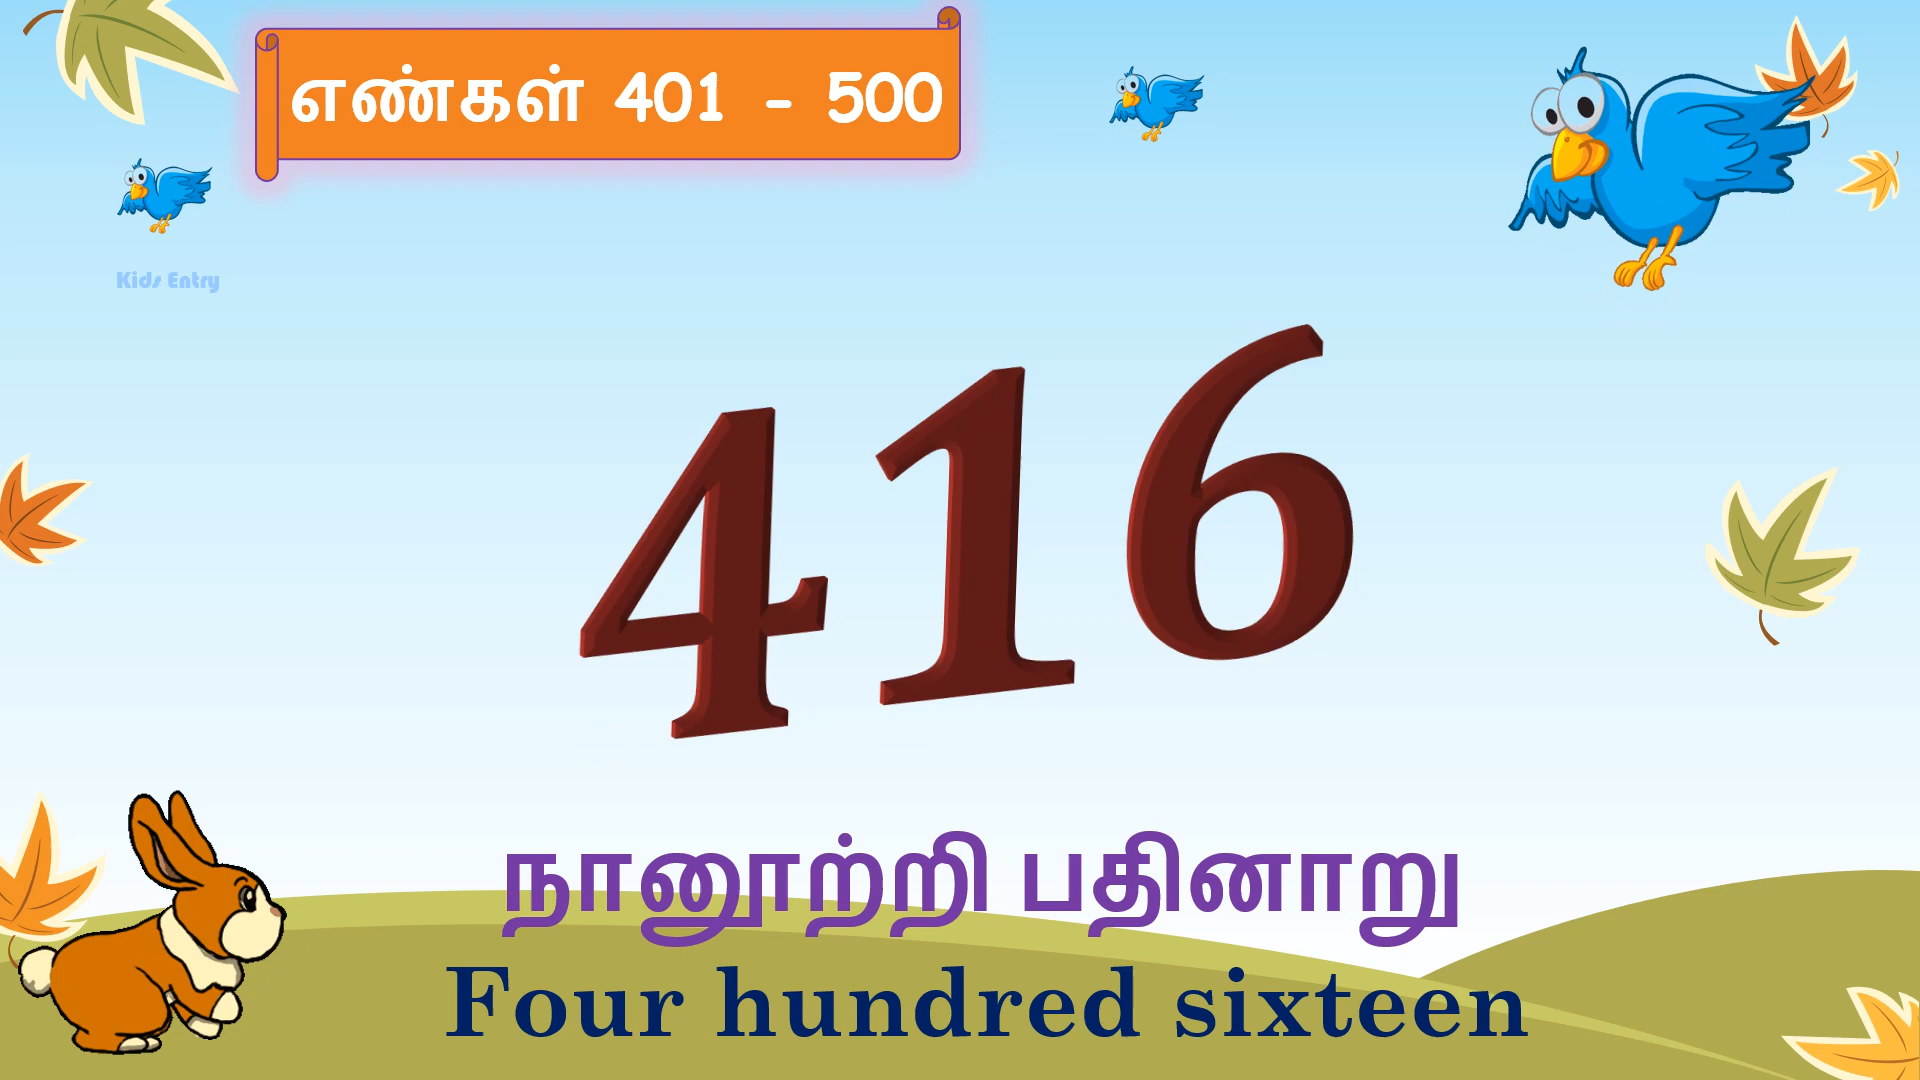 எண்கள் 401 - 500
Kids Entry
416
நானூற்றி பதினாறு
Four hundred sixteen